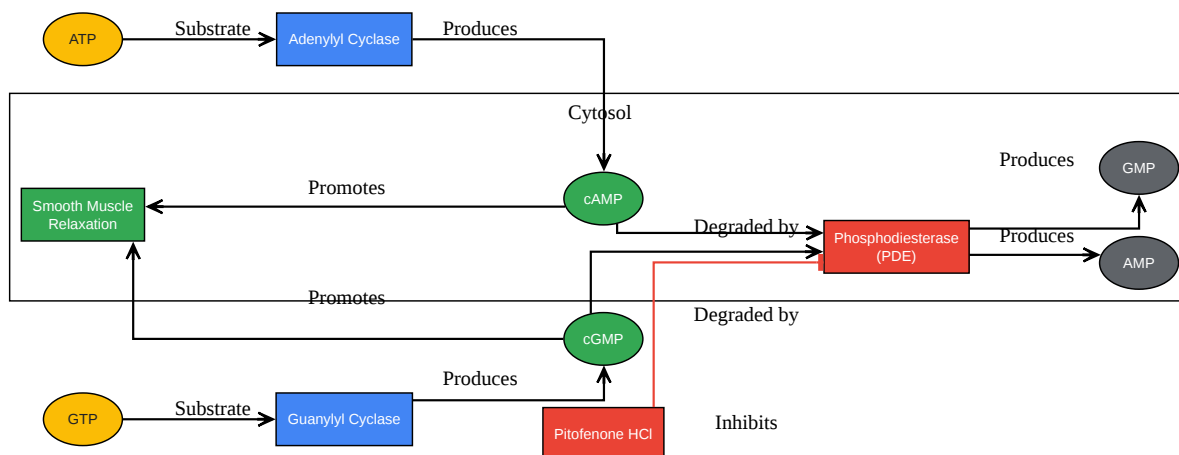 ATP
Substrate
Adenylyl Cyclase
Produces
Cytosol
Smooth Muscle
Relaxation
Promotes
cAMP
Degraded by
Phosphodiesterase
(PDE)
Produces
GMP
Produces
AMP
Promotes
cGMP
Degraded by
GTP
Substrate
Guanylyl Cyclase
Produces
Pitofenone HCl
Inhibits